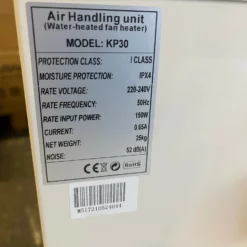 Air Handling unit
(Water-heated fan heater)
MODEL: KP30
PROTECTION CLASS: I CLASS
MOISTURE PROTECTION: IPX4
RATE VOLTAGE: 220-240V
RATE FREQUENCY: 50Hz
RATE INPUT POWER: 150W
CURRENT: 0.65A
NET WEIGHT: 25kg
NOISE: 52 dB(A)
CE